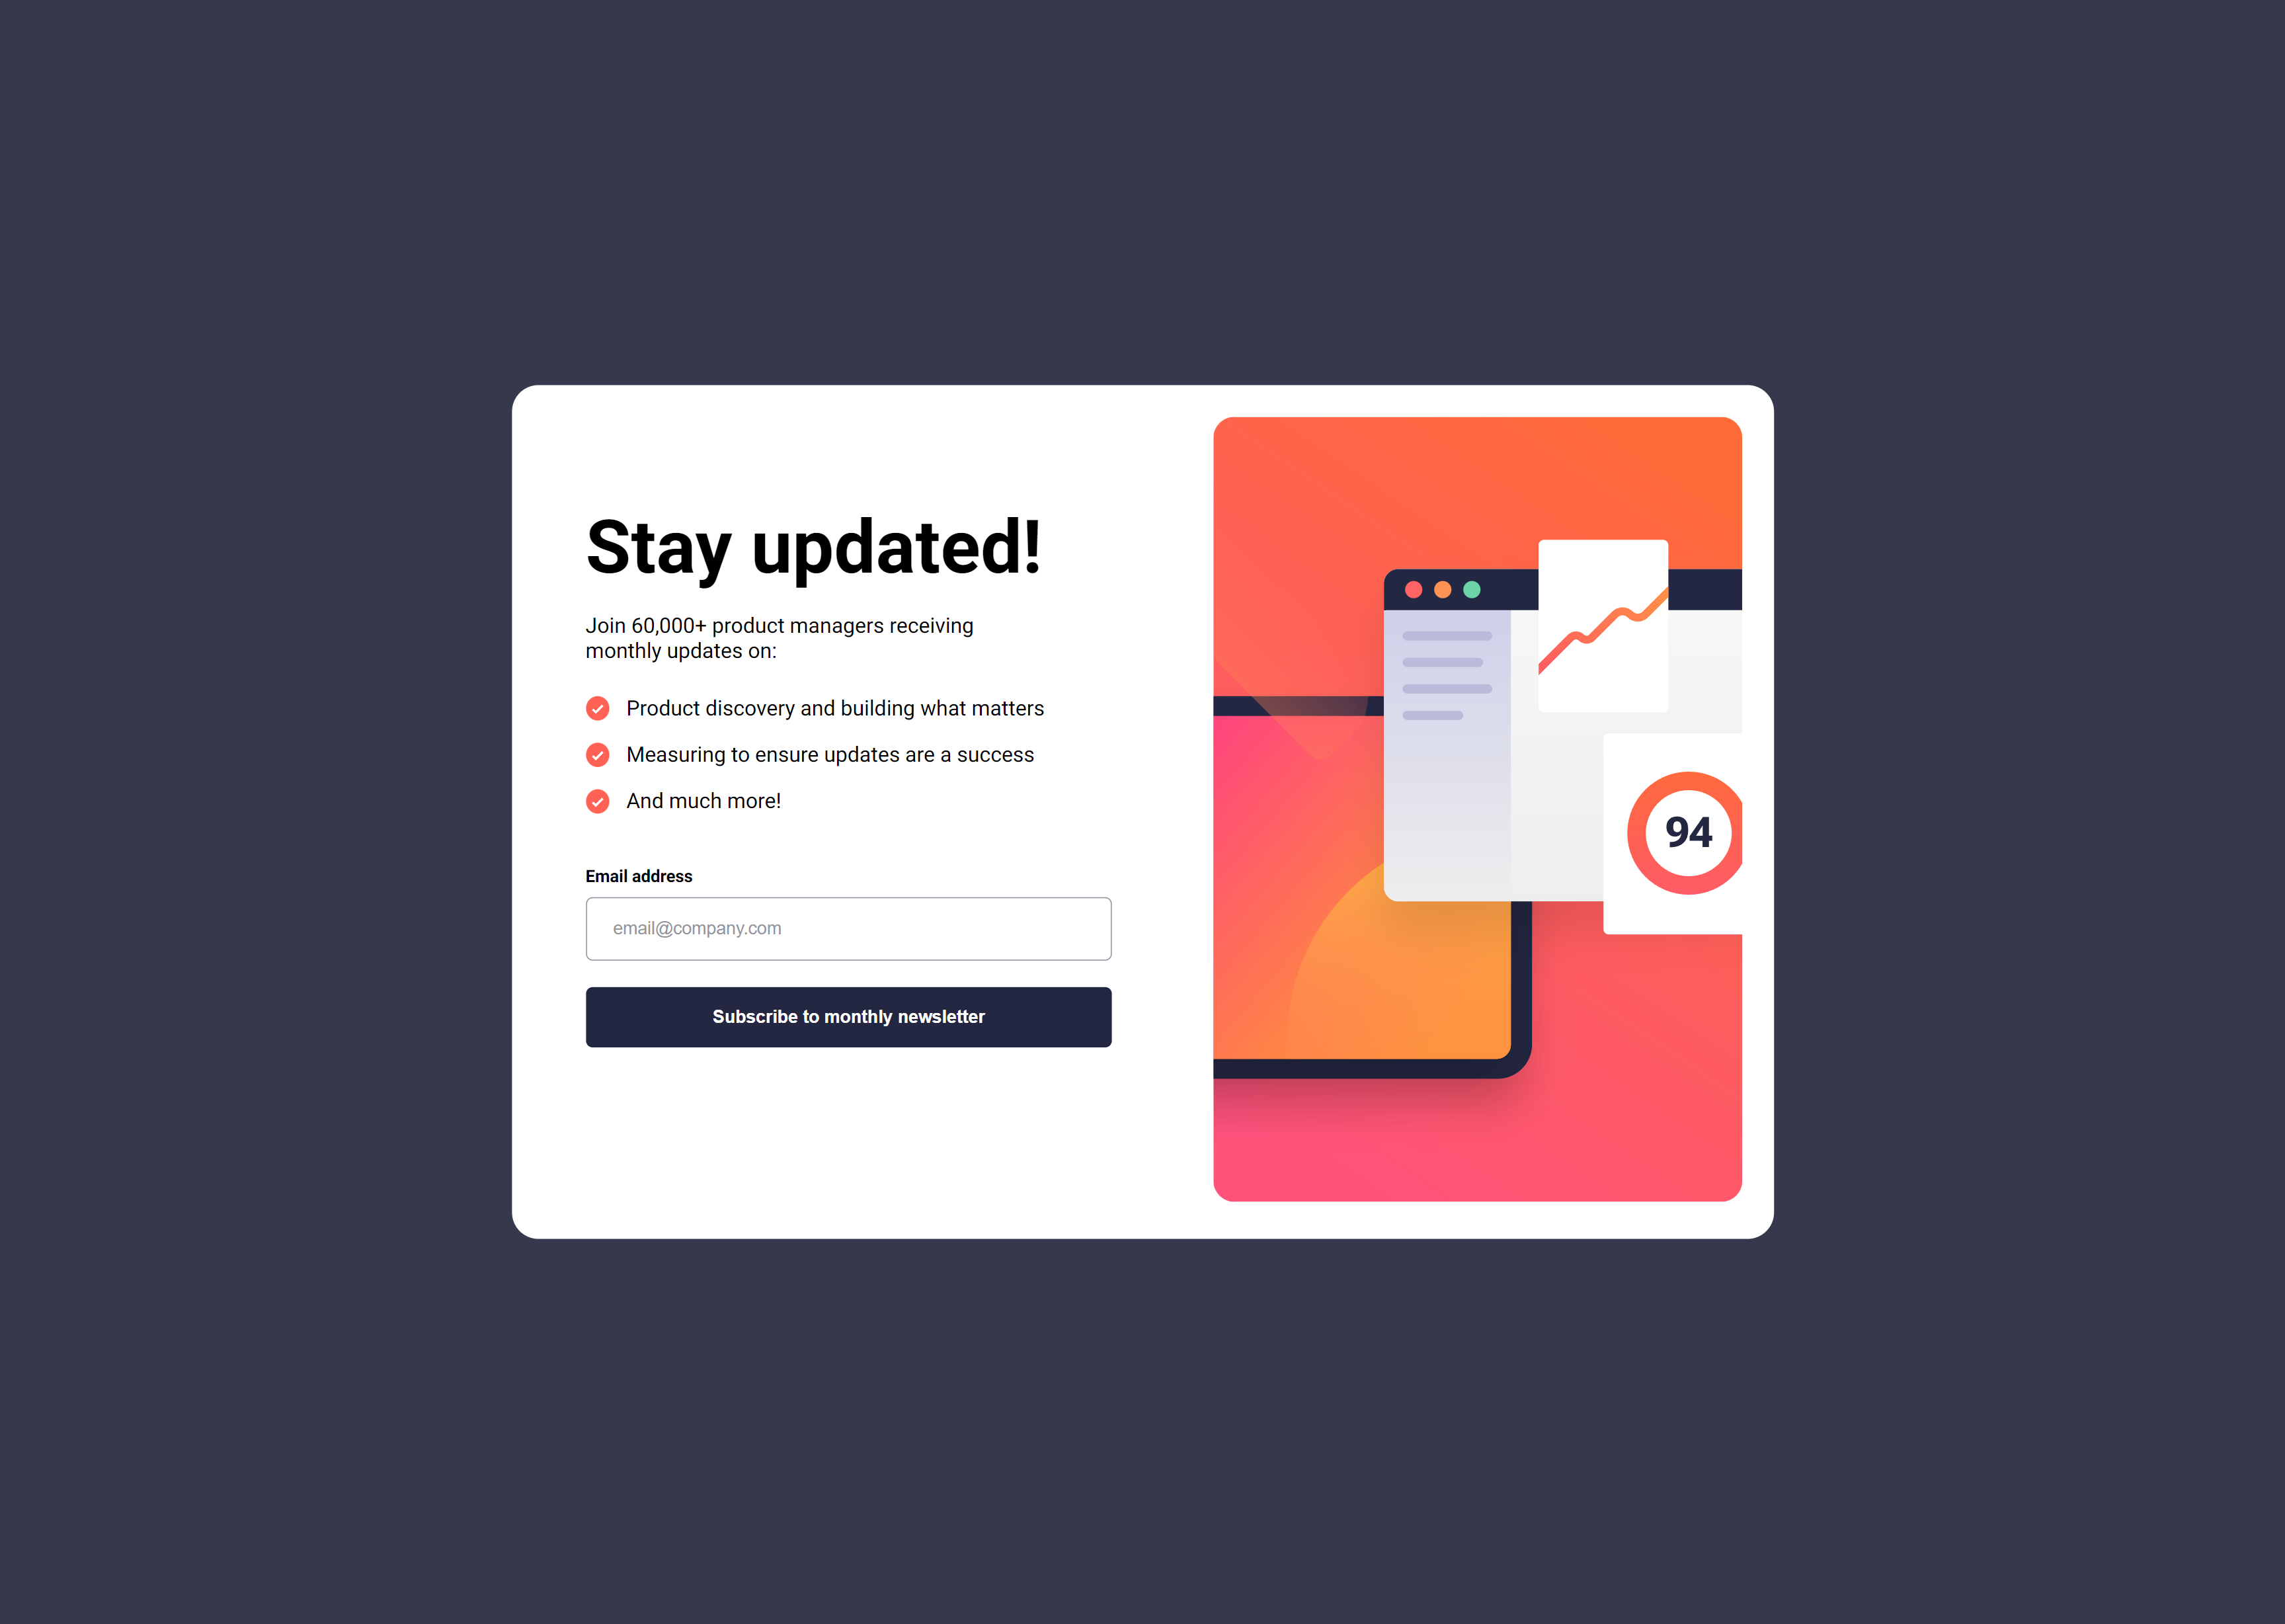 Stay updated!
Join 60,000+ product managers receiving
monthly updates on:
Product discovery and building what matters
Measuring to ensure updates are a success
And much more!
Email address
email@company.com
Subscribe to monthly newsletter
94